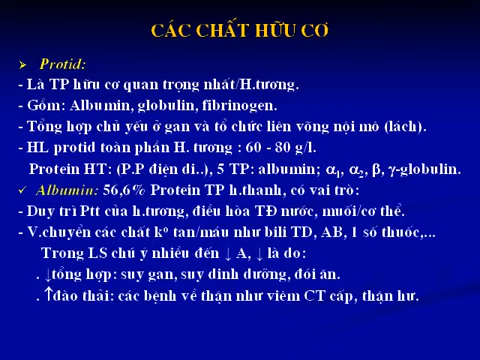 CÁC CHẤT HỮU CƠ
➢ Protid:
- Là TP hữu cơ quan trọng nhất/H.tương.
- Gồm: Albumin, globulin, fibrinogen.
- Tổng hợp chủ yếu ở gan và tổ chức liên võng nội mô (lách).
- HL protid toàn phần H. tương : 60 - 80 g/l.
Protein HT: (P.P điện di..), 5 TP: albumin; α1, α2, β, γ-globulin.
✓ Albumin: 56,6% Protein TP h.thanh, có vai trò:
- Duy trì Ptt của h.tương, điều hòa TĐ nước, muối/cơ thể.
- V.chuyển các chất kº tan/máu như bili TD, AB, 1 số thuốc,...
Trong LS chú ý nhiều đến ↓ A, ↓ là do:
. ↓tổng hợp: suy gan, suy dinh dưỡng, đói ăn.
. ↑đào thải: các bệnh về thận như viêm CT cấp, thận hư.